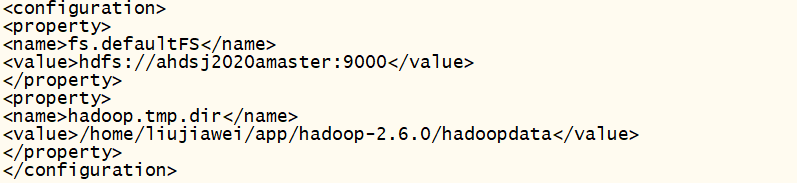 <configuration>
<property>
<name>fs.defaultFS</name>
<value>hdfs://ahdsj2020amaster:9000</value>
</property>
<property>
<name>hadoop.tmp.dir</name>
<value>/home/liujiawei/app/hadoop-2.6.0/hadoopdata</value>
</property>
</configuration>